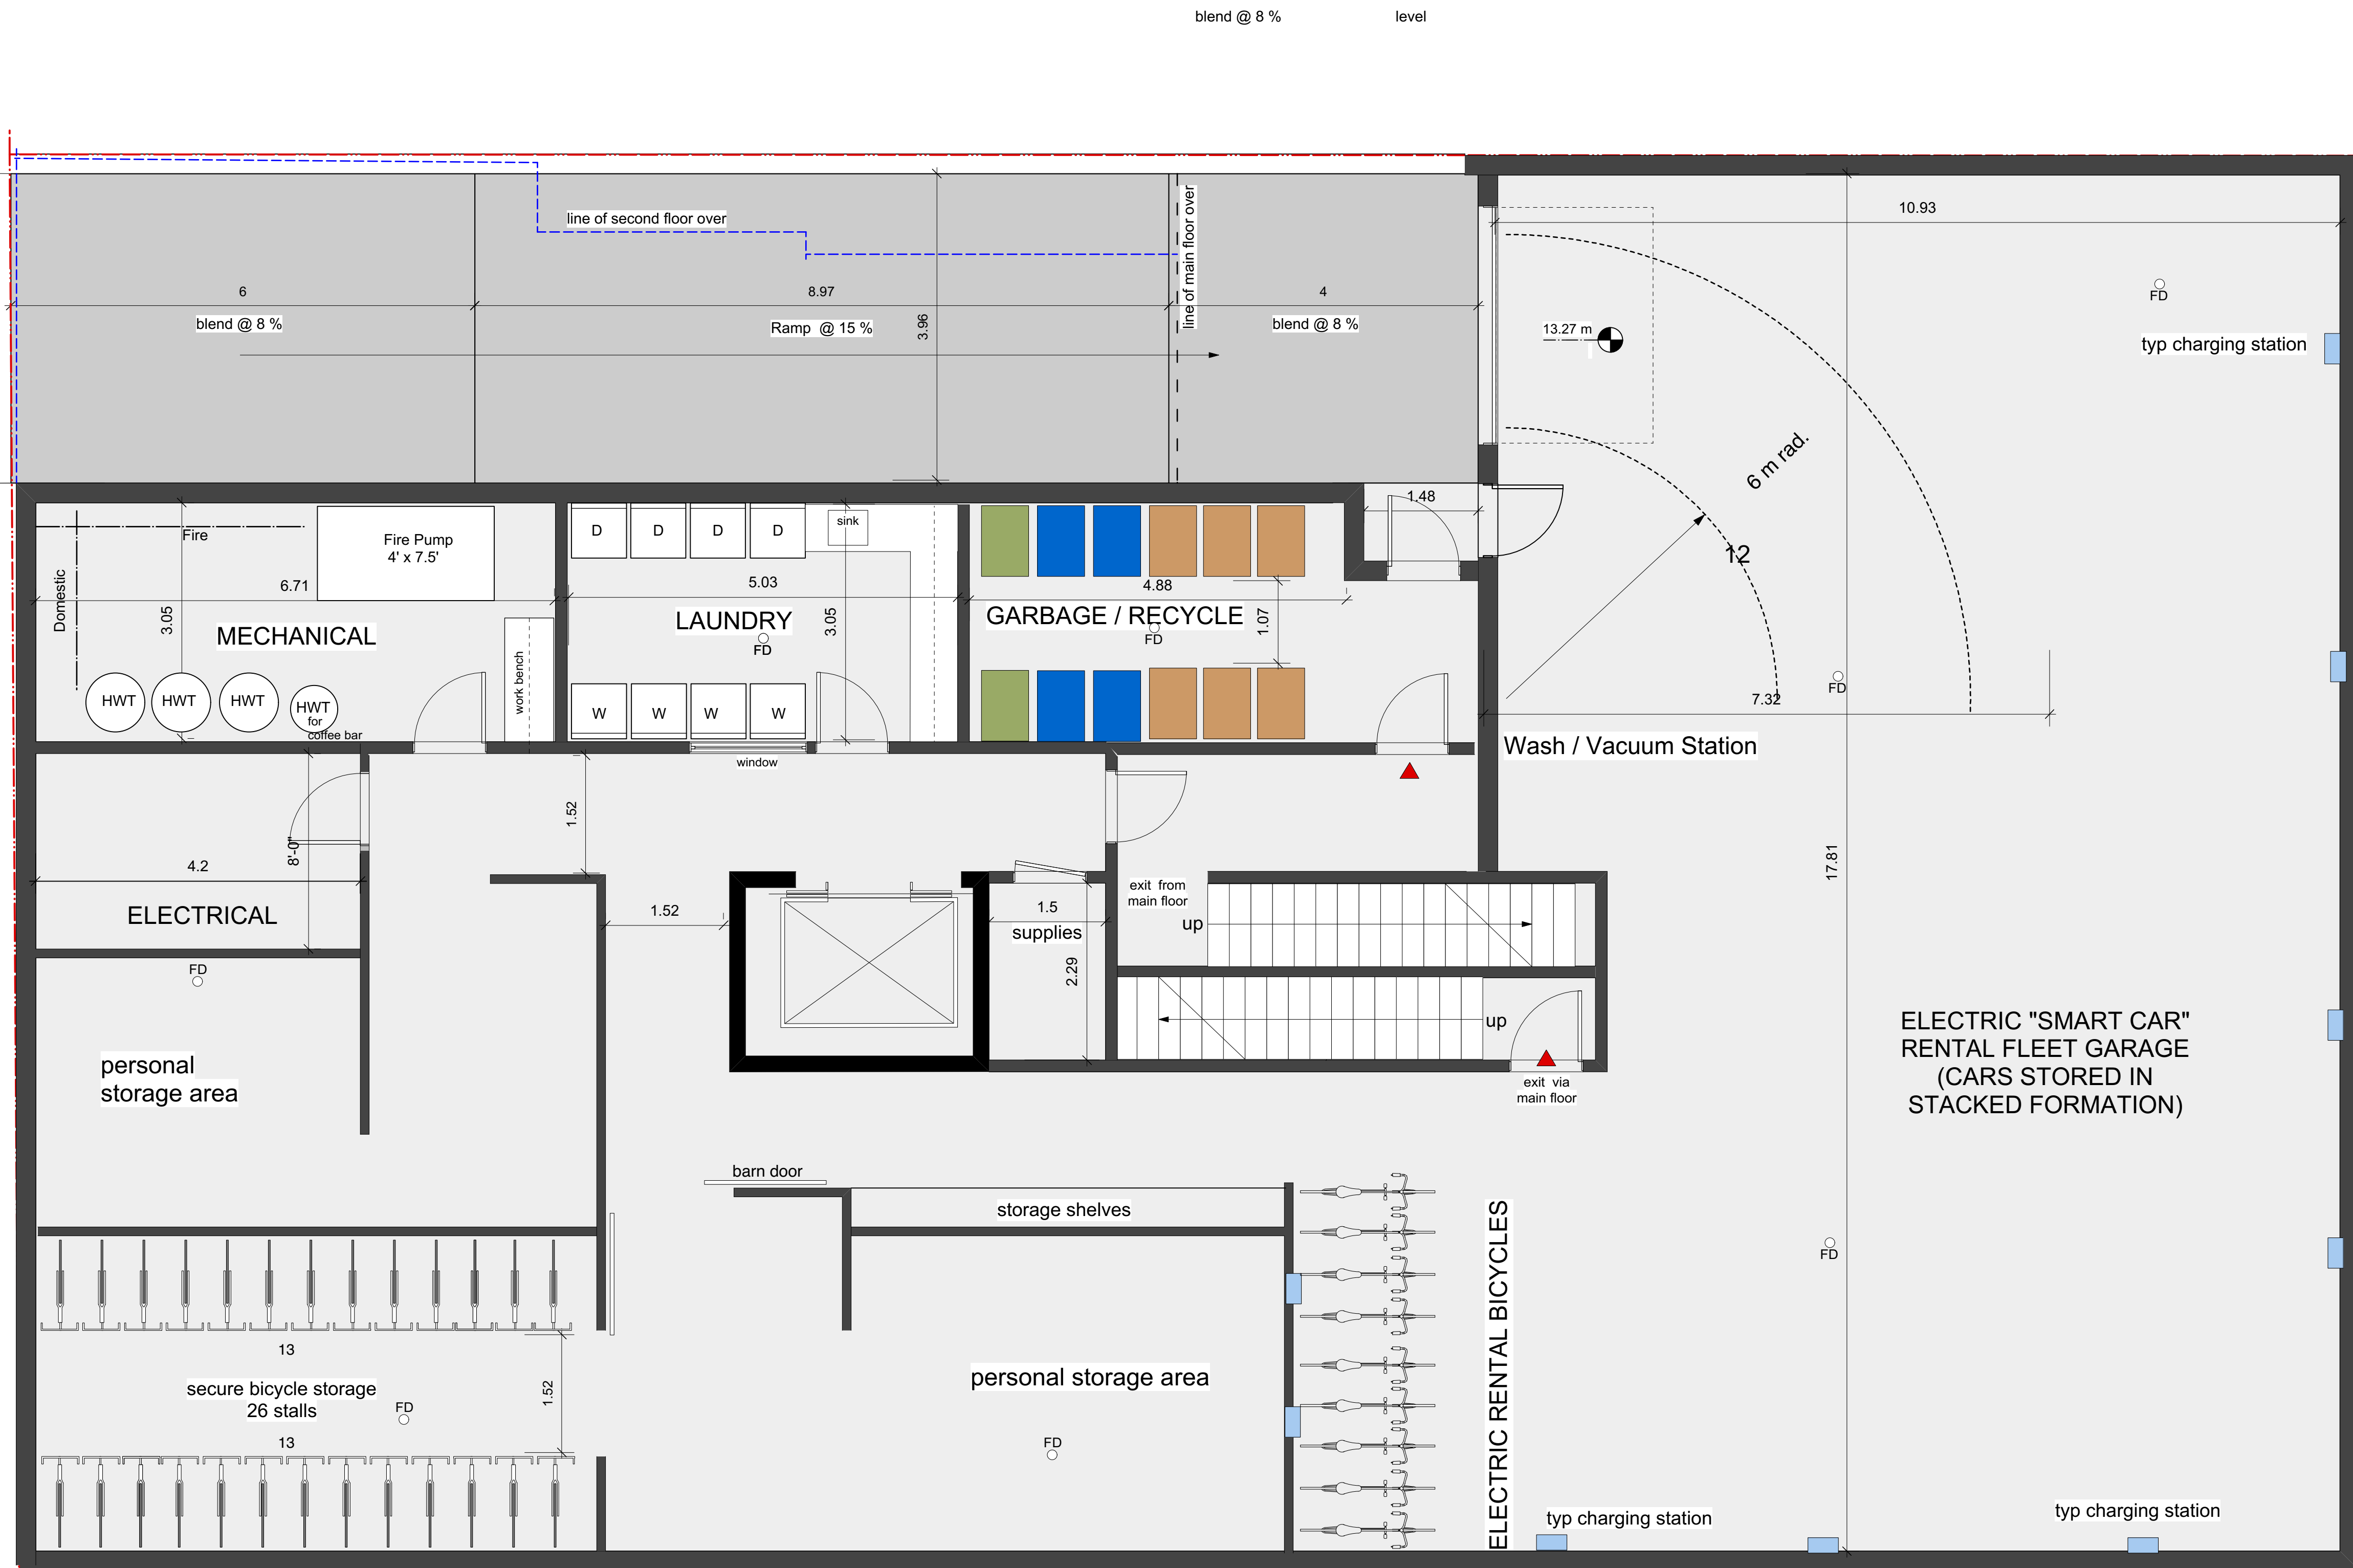 blend @ 8 %
level
line of second floor over
line of main floor over
10.93
6
8.97
4
blend @ 8 %
Ramp @ 15 %
3.96
blend @ 8 %
13.27 m
FD
typ charging station
6 m rad.
12
1.48
Fire
Domestic
Fire Pump
4' x 7.5'
6.71
3.05
MECHANICAL
HWT
HWT
HWT
HWT
for
coffee bar
work bench
D
D
D
D
sink
5.03
LAUNDRY
3.05
FD
W
W
W
W
window
4.88
GARBAGE / RECYCLE
FD
1.07
FD
7.32
Wash / Vacuum Station
1.52
4.2
8'-0"
ELECTRICAL
1.52
1.5
supplies
2.29
exit from
main floor
up
up
exit via
main floor
17.81
FD
personal
storage area
ELECTRIC "SMART CAR"
RENTAL FLEET GARAGE
(CARS STORED IN
STACKED FORMATION)
barn door
storage shelves
FD
13
secure bicycle storage
26 stalls
13
FD
1.52
personal storage area
FD
ELECTRIC RENTAL BICYCLES
typ charging station
typ charging station